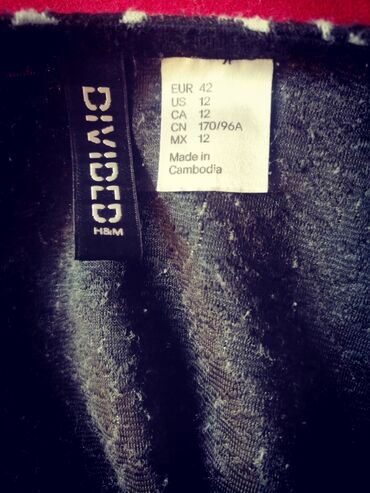 DIVIDED
H&M
EUR 42
US 12
CA 12
CN 170/96A
MX 12
Made in
Cambodia